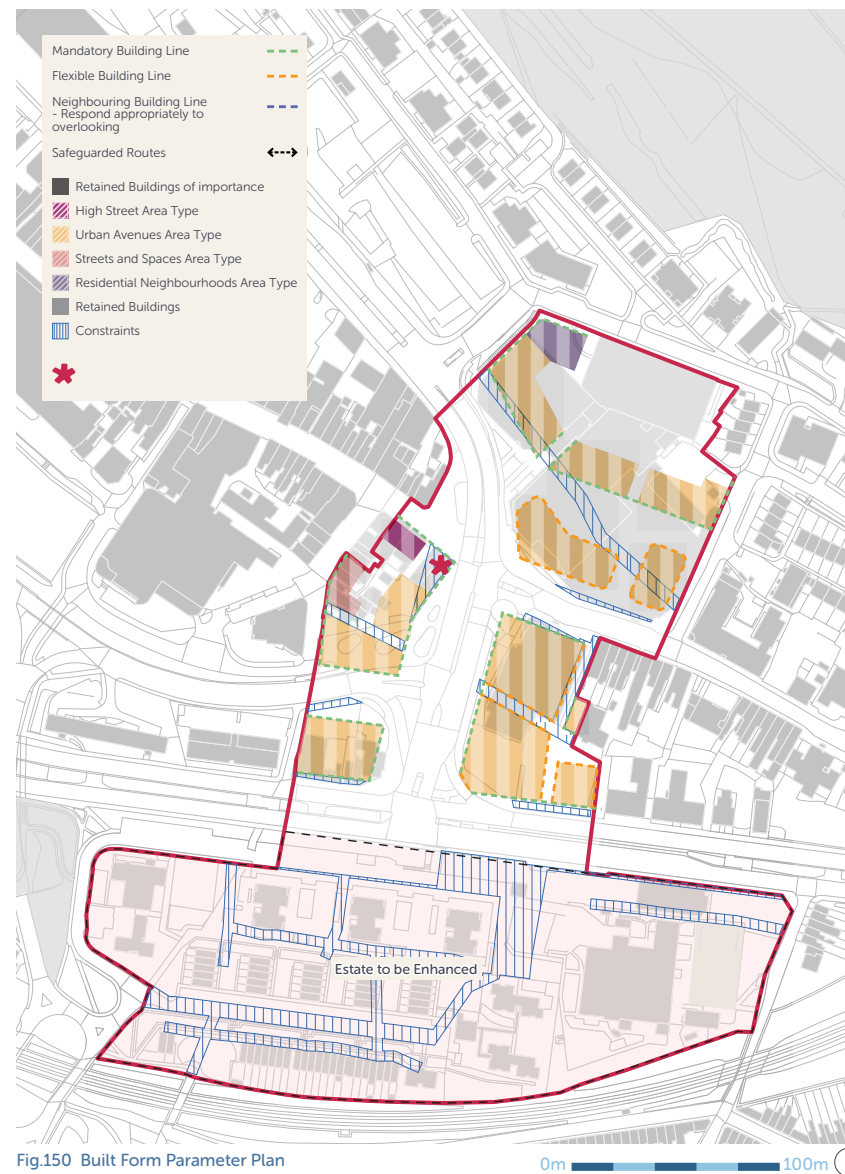 Mandatory Building Line
Flexible Building Line
Neighbouring Building Line
- Respond appropriately to
overlooking
Safeguarded Routes
Retained Buildings of importance
High Street Area Type
Urban Avenues Area Type
Streets and Spaces Area Type
Residential Neighbourhoods Area Type
Retained Buildings
Constraints
Estate to be Enhanced
Fig.150 Built Form Parameter Plan
0m 100m